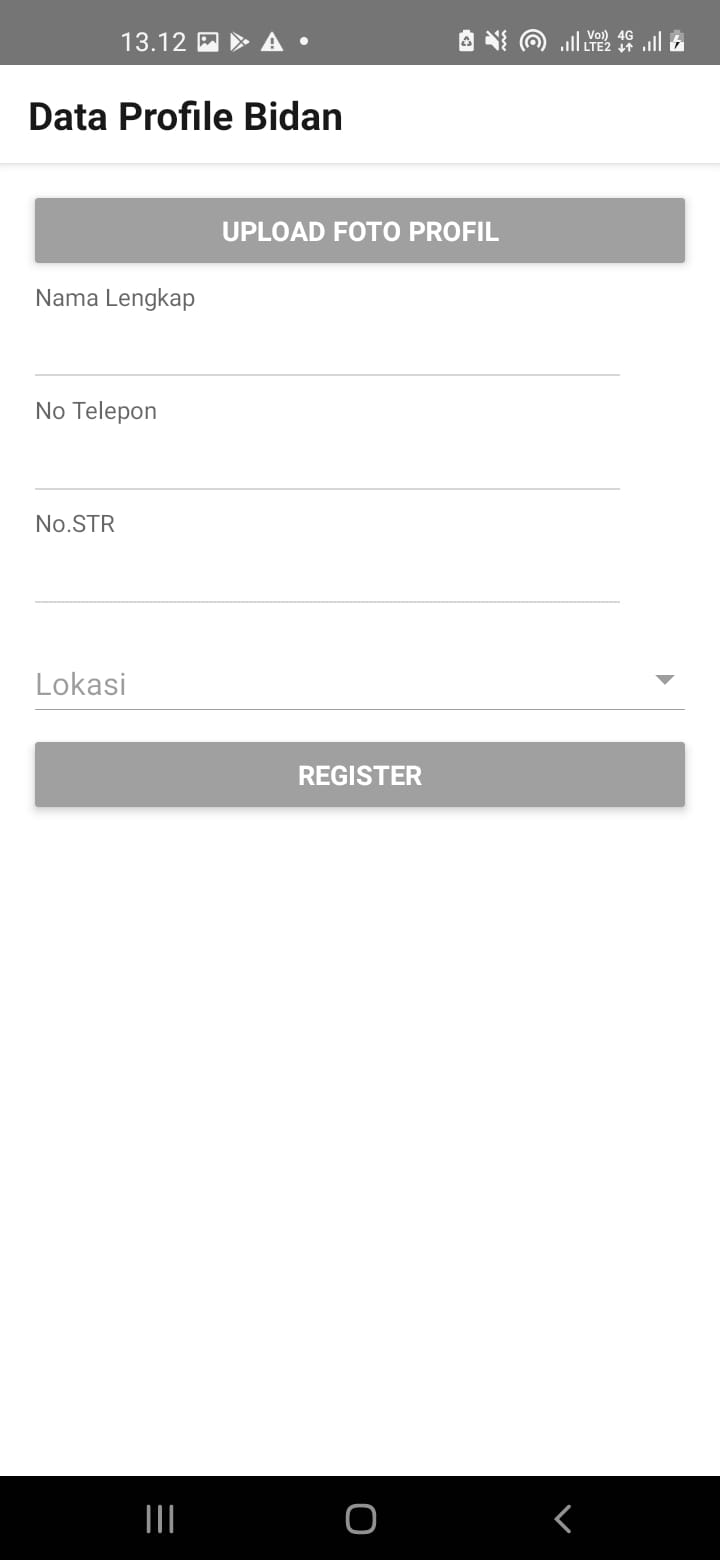 13.12 Vo)) LTE2 4G
Data Profile Bidan
UPLOAD FOTO PROFIL
Nama Lengkap
No Telepon
No.STR
Lokasi
REGISTER